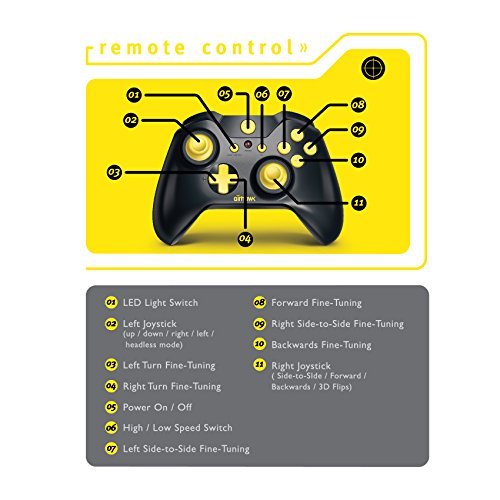 remote control»
05
06
07
08
01
02
09
10
03
11
04
01 LED Light Switch
02 Left Joystick
(up / down / right / left /
headless mode)
03 Left Turn Fine-Tuning
04 Right Turn Fine-Tuning
05 Power On / Off
06 High / Low Speed Switch
07 Left Side-to-Side Fine-Tuning
08 Forward Fine-Tuning
09 Right Side-to-Side Fine-Tuning
10 Backwards Fine-Tuning
11 Right Joystick
( Side-to-SIde / Forward /
Backwards / 3D Flips)